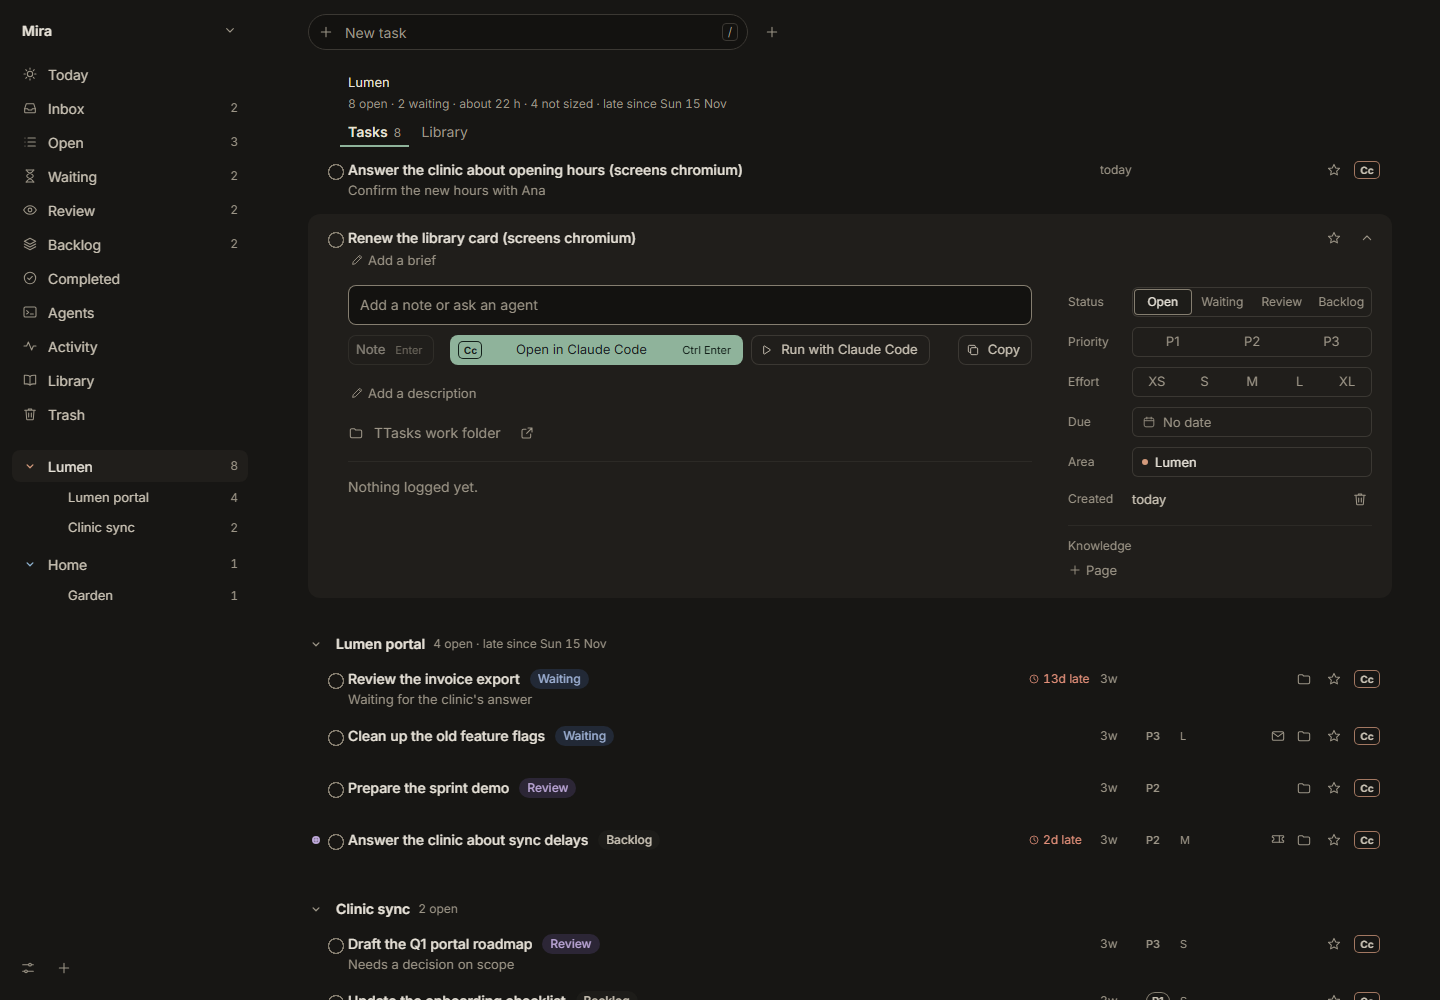 Mira
Today
Inbox 2
Open 3
Waiting 2
Review 2
Backlog 2
Completed
Agents
Activity
Library
Trash
Lumen 8
Lumen portal 4
Clinic sync 2
Home 1
Garden 1
New task /
Lumen
8 open · 2 waiting · about 22 h · 4 not sized · late since Sun 15 Nov
Tasks 8 Library
Answer the clinic about opening hours (screens chromium) today Cc
Confirm the new hours with Ana
Renew the library card (screens chromium)
Add a brief
Add a note or ask an agent
Note Enter Cc Open in Claude Code Ctrl Enter Run with Claude Code Copy
Add a description
TTasks work folder
Nothing logged yet.
Status Open Waiting Review Backlog
Priority P1 P2 P3
Effort XS S M L XL
Due No date
Area Lumen
Created today
Knowledge
Page
Lumen portal 4 open · late since Sun 15 Nov
Review the invoice export Waiting 13d late 3w Cc
Waiting for the clinic's answer
Clean up the old feature flags Waiting 3w P3 L Cc
Prepare the sprint demo Review 3w P2 Cc
Answer the clinic about sync delays Backlog 2d late 3w P2 M Cc
Clinic sync 2 open
Draft the Q1 portal roadmap Review 3w P3 S Cc
Needs a decision on scope
Update the onboarding checklist Backlog 3w P1 S Cc